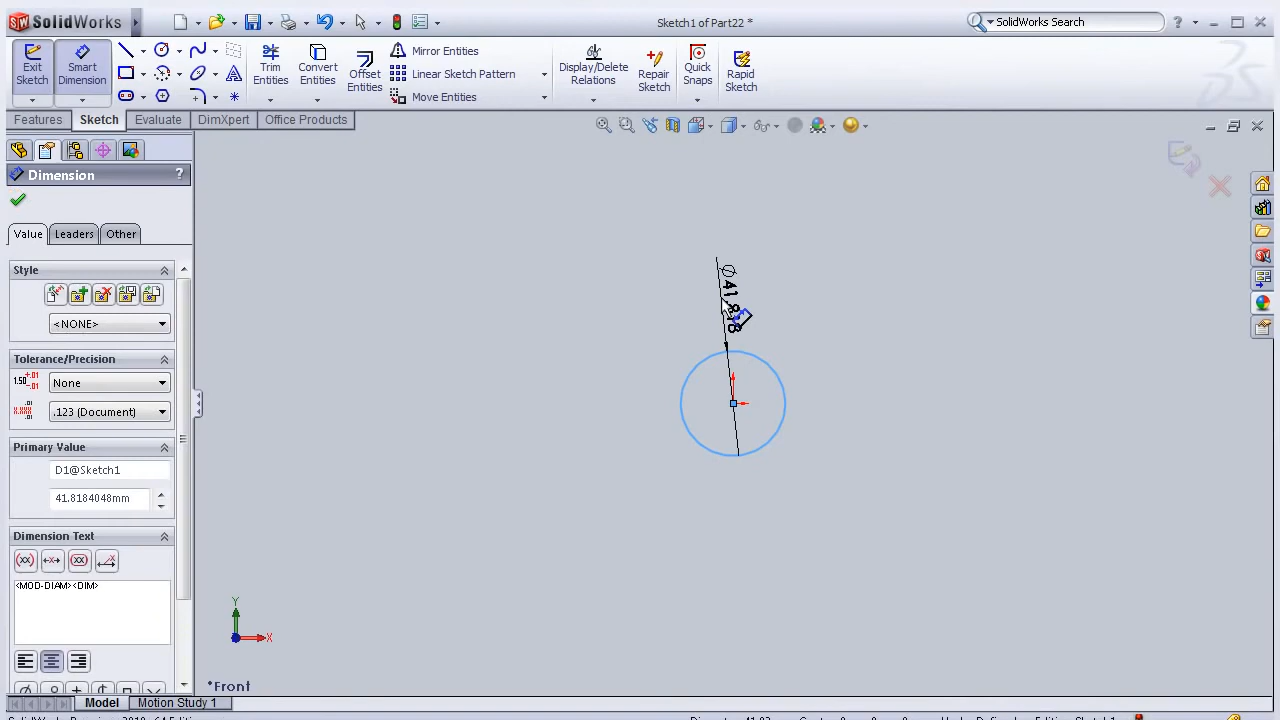 SolidWorks
Sketch1 of Part22 *
SolidWorks Search
Exit Sketch
Smart Dimension
Trim Entities
Convert Entities
Offset Entities
Mirror Entities
Linear Sketch Pattern
Move Entities
Display/Delete Relations
Repair Sketch
Quick Snaps
Rapid Sketch
Features
Sketch
Evaluate
DimXpert
Office Products
Dimension
?
Value
Leaders
Other
Style
<NONE>
Tolerance/Precision
None
.123 (Document)
Primary Value
D1@Sketch1
41.8184048mm
Dimension Text
<MOD-DIAM><DIM>
Y
X
*Front
Model
Motion Study 1